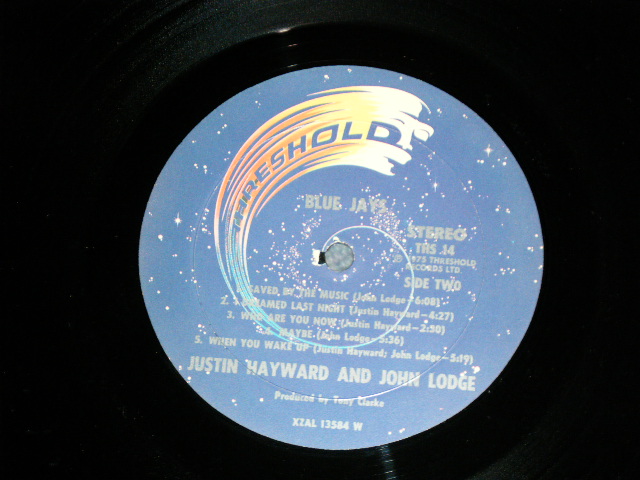 THRESHOLD
BLUE JAYS
STEREO
THS 14
℗ 1975 THRESHOLD
RECORDS LTD.
SIDE TWO
1. SAVED BY THE MUSIC (John Lodge–6:08)
2. I DREAMED LAST NIGHT (Justin Hayward–4:27)
3. WHO ARE YOU NOW (Justin Hayward–2:30)
4. MAYBE (John Lodge–5:36)
5. WHEN YOU WAKE UP (Justin Hayward; John Lodge–5:19)
JUSTIN HAYWARD AND JOHN LODGE
Produced by Tony Clarke
XZAL 13584 W